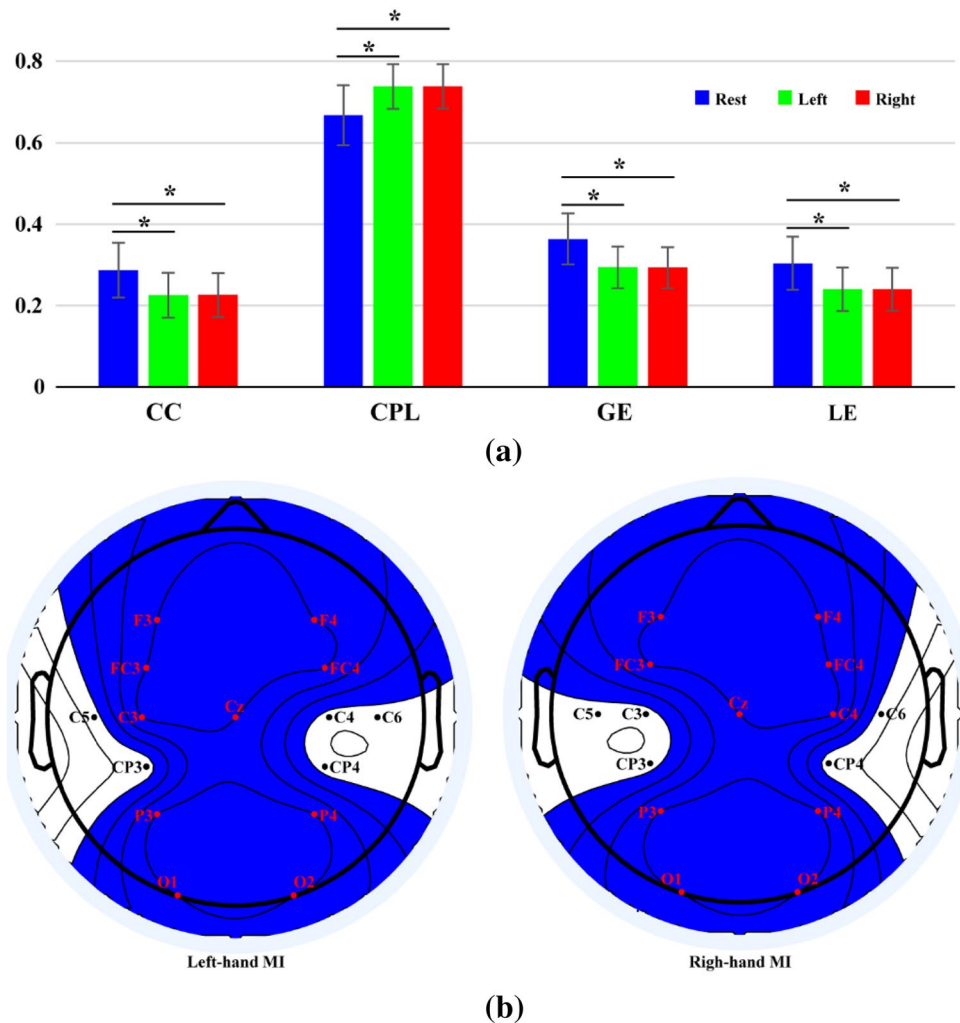 * * * * * * * *
0.8
0.6
0.4
0.2
0
Rest Left Right
CC CPL GE LE
(a)
F3 F4
FC3 FC4
C5 C3 Cz C4 C6
CP3 CP4
P3 P4
O1 O2
Left-hand MI
F3 F4
FC3 FC4
C5 C3 Cz C4 C6
CP3 CP4
P3 P4
O1 O2
Righ-hand MI
(b)